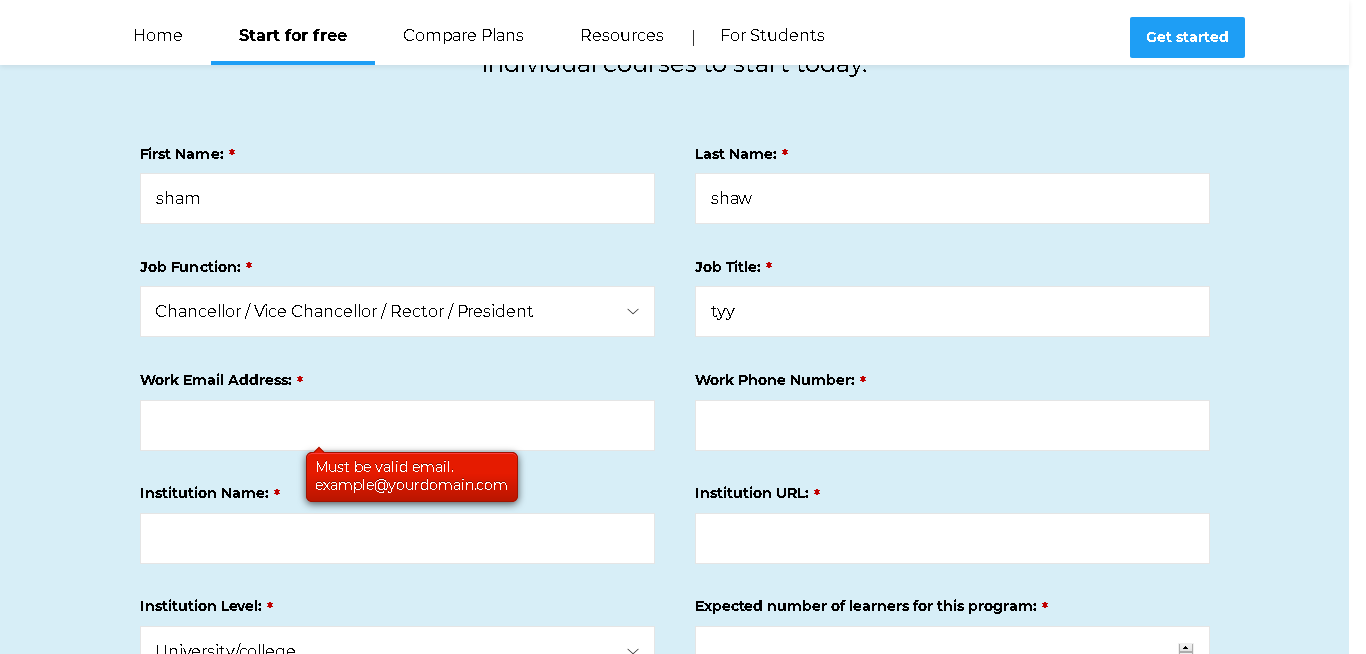 Home Start for free Compare Plans Resources | For Students Get started
individual courses to start today.
First Name: * Last Name: *
sham shaw
Job Function: * Job Title: *
Chancellor / Vice Chancellor / Rector / President tyy
Work Email Address: * Work Phone Number: *
Must be valid email.
example@yourdomain.com
Institution Name: * Institution URL: *
Institution Level: * Expected number of learners for this program: *
University/college